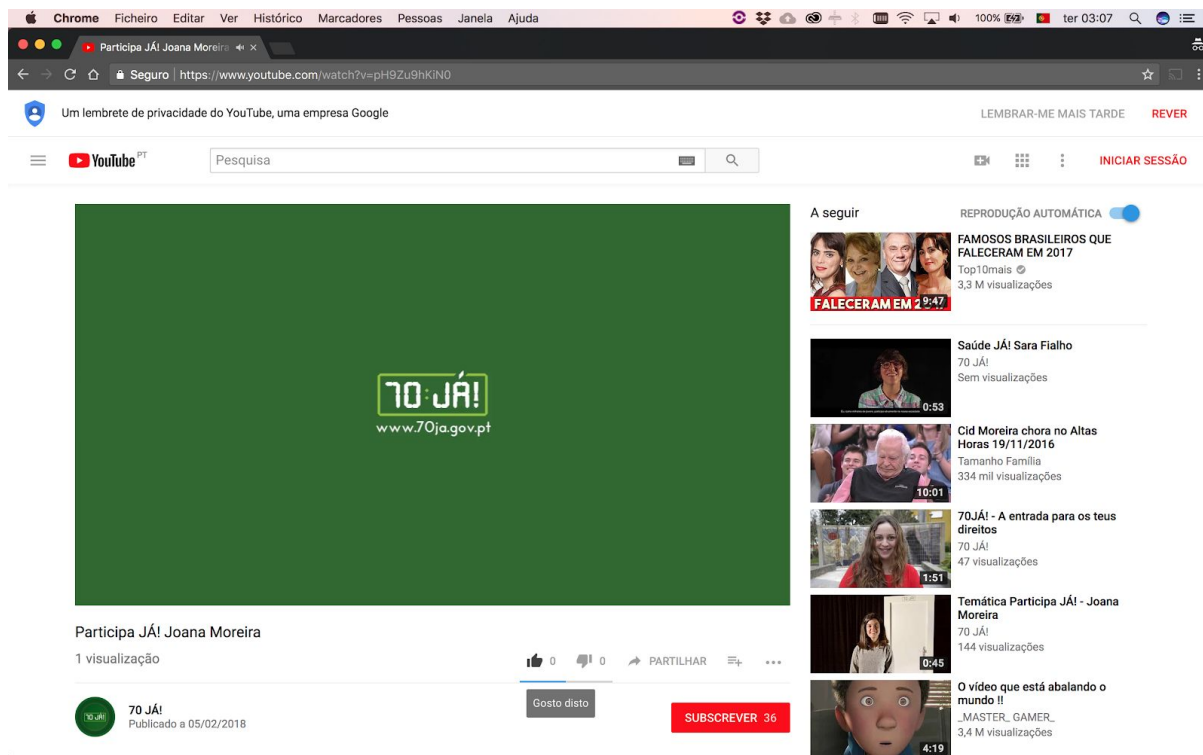 Chrome Ficheiro Editar Ver Histórico Marcadores Pessoas Janela Ajuda 100% ter 03:07
Participa JÁ! Joana Moreira
Seguro https://www.youtube.com/watch?v=pH9Zu9hKiN0
Um lembrete de privacidade do YouTube, uma empresa Google LEMBRAR-ME MAIS TARDE REVER
YouTube PT Pesquisa INICIAR SESSÃO
70:JÁ!
www.70ja.gov.pt
Participa JÁ! Joana Moreira
1 visualização
0 0 PARTILHAR
Gosto disto
70 JÁ!
70 JÁ!
Publicado a 05/02/2018
SUBSCREVER 36
A seguir REPRODUÇÃO AUTOMÁTICA
FALECERAM EM 2
9:47
FAMOSOS BRASILEIROS QUE
FALECERAM EM 2017
Top10mais
3,3 M visualizações
0:53
Saúde JÁ! Sara Fialho
70 JÁ!
Sem visualizações
10:01
Cid Moreira chora no Altas
Horas 19/11/2016
Tamanho Família
334 mil visualizações
1:51
70JÁ! - A entrada para os teus
direitos
70 JÁ!
47 visualizações
0:45
Temática Participa JÁ! - Joana
Moreira
70 JÁ!
144 visualizações
4:19
O vídeo que está abalando o
mundo !!
_MASTER_ GAMER_
3,4 M visualizações